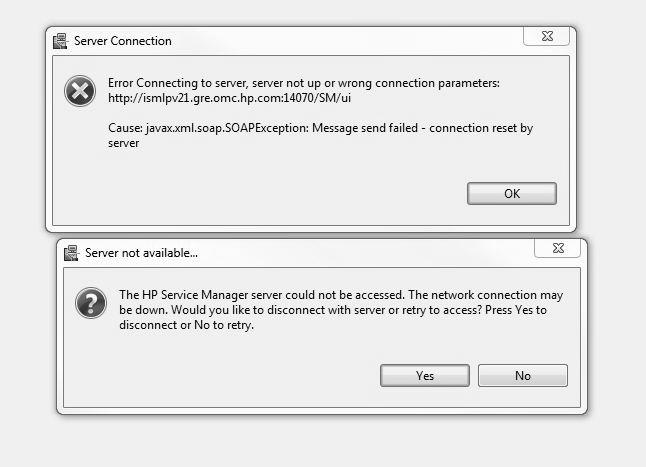 Server Connection
Error Connecting to server, server not up or wrong connection parameters:
http://ismlpv21.gre.omc.hp.com:14070/SM/ui
Cause: javax.xml.soap.SOAPException: Message send failed - connection reset by
server
OK
Server not available...
The HP Service Manager server could not be accessed. The network connection may
be down. Would you like to disconnect with server or retry to access? Press Yes to
disconnect or No to retry.
Yes
No